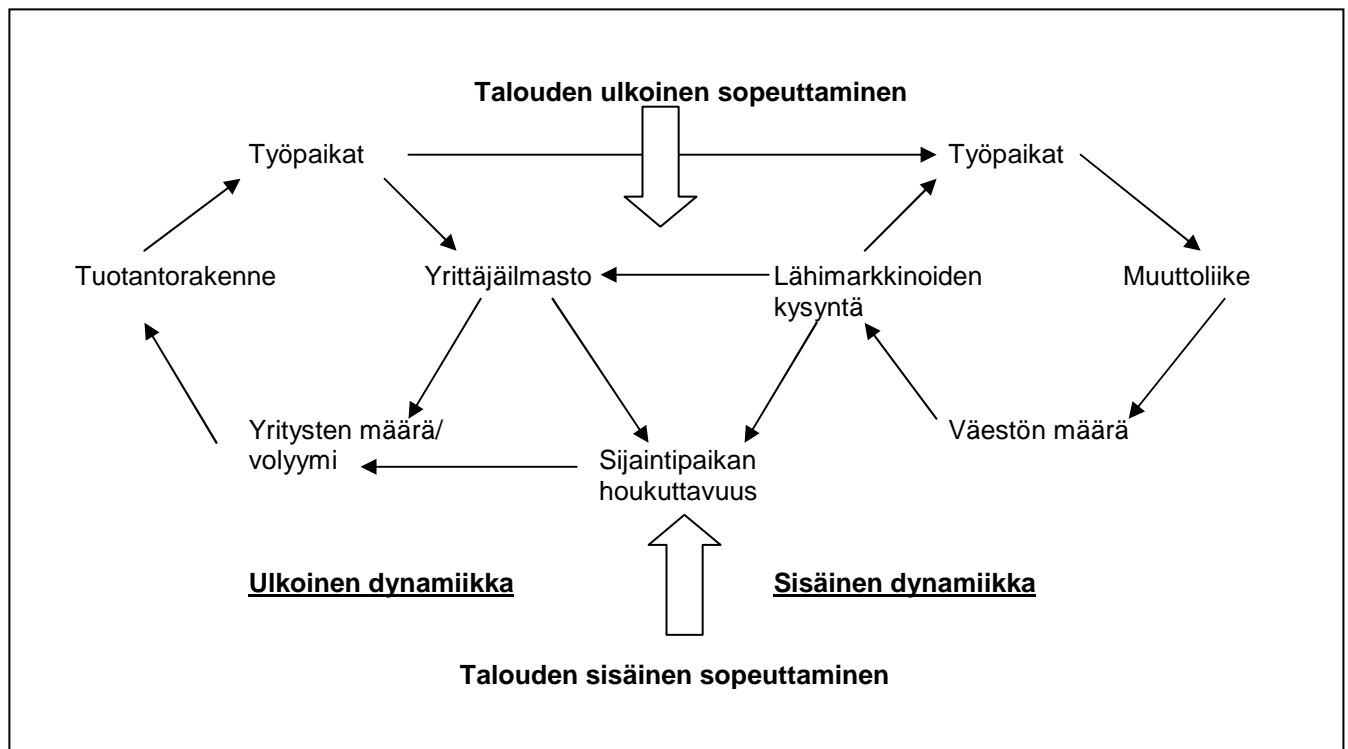 Talouden ulkoinen sopeuttaminen
Työpaikat
Työpaikat
Tuotantorakenne
Yrittäjäilmasto
Lähimarkkinoiden
kysyntä
Muuttoliike
Yritysten määrä/
volyymi
Sijaintipaikan
houkuttavuus
Väestön määrä
Ulkoinen dynamiikka
Sisäinen dynamiikka
Talouden sisäinen sopeuttaminen